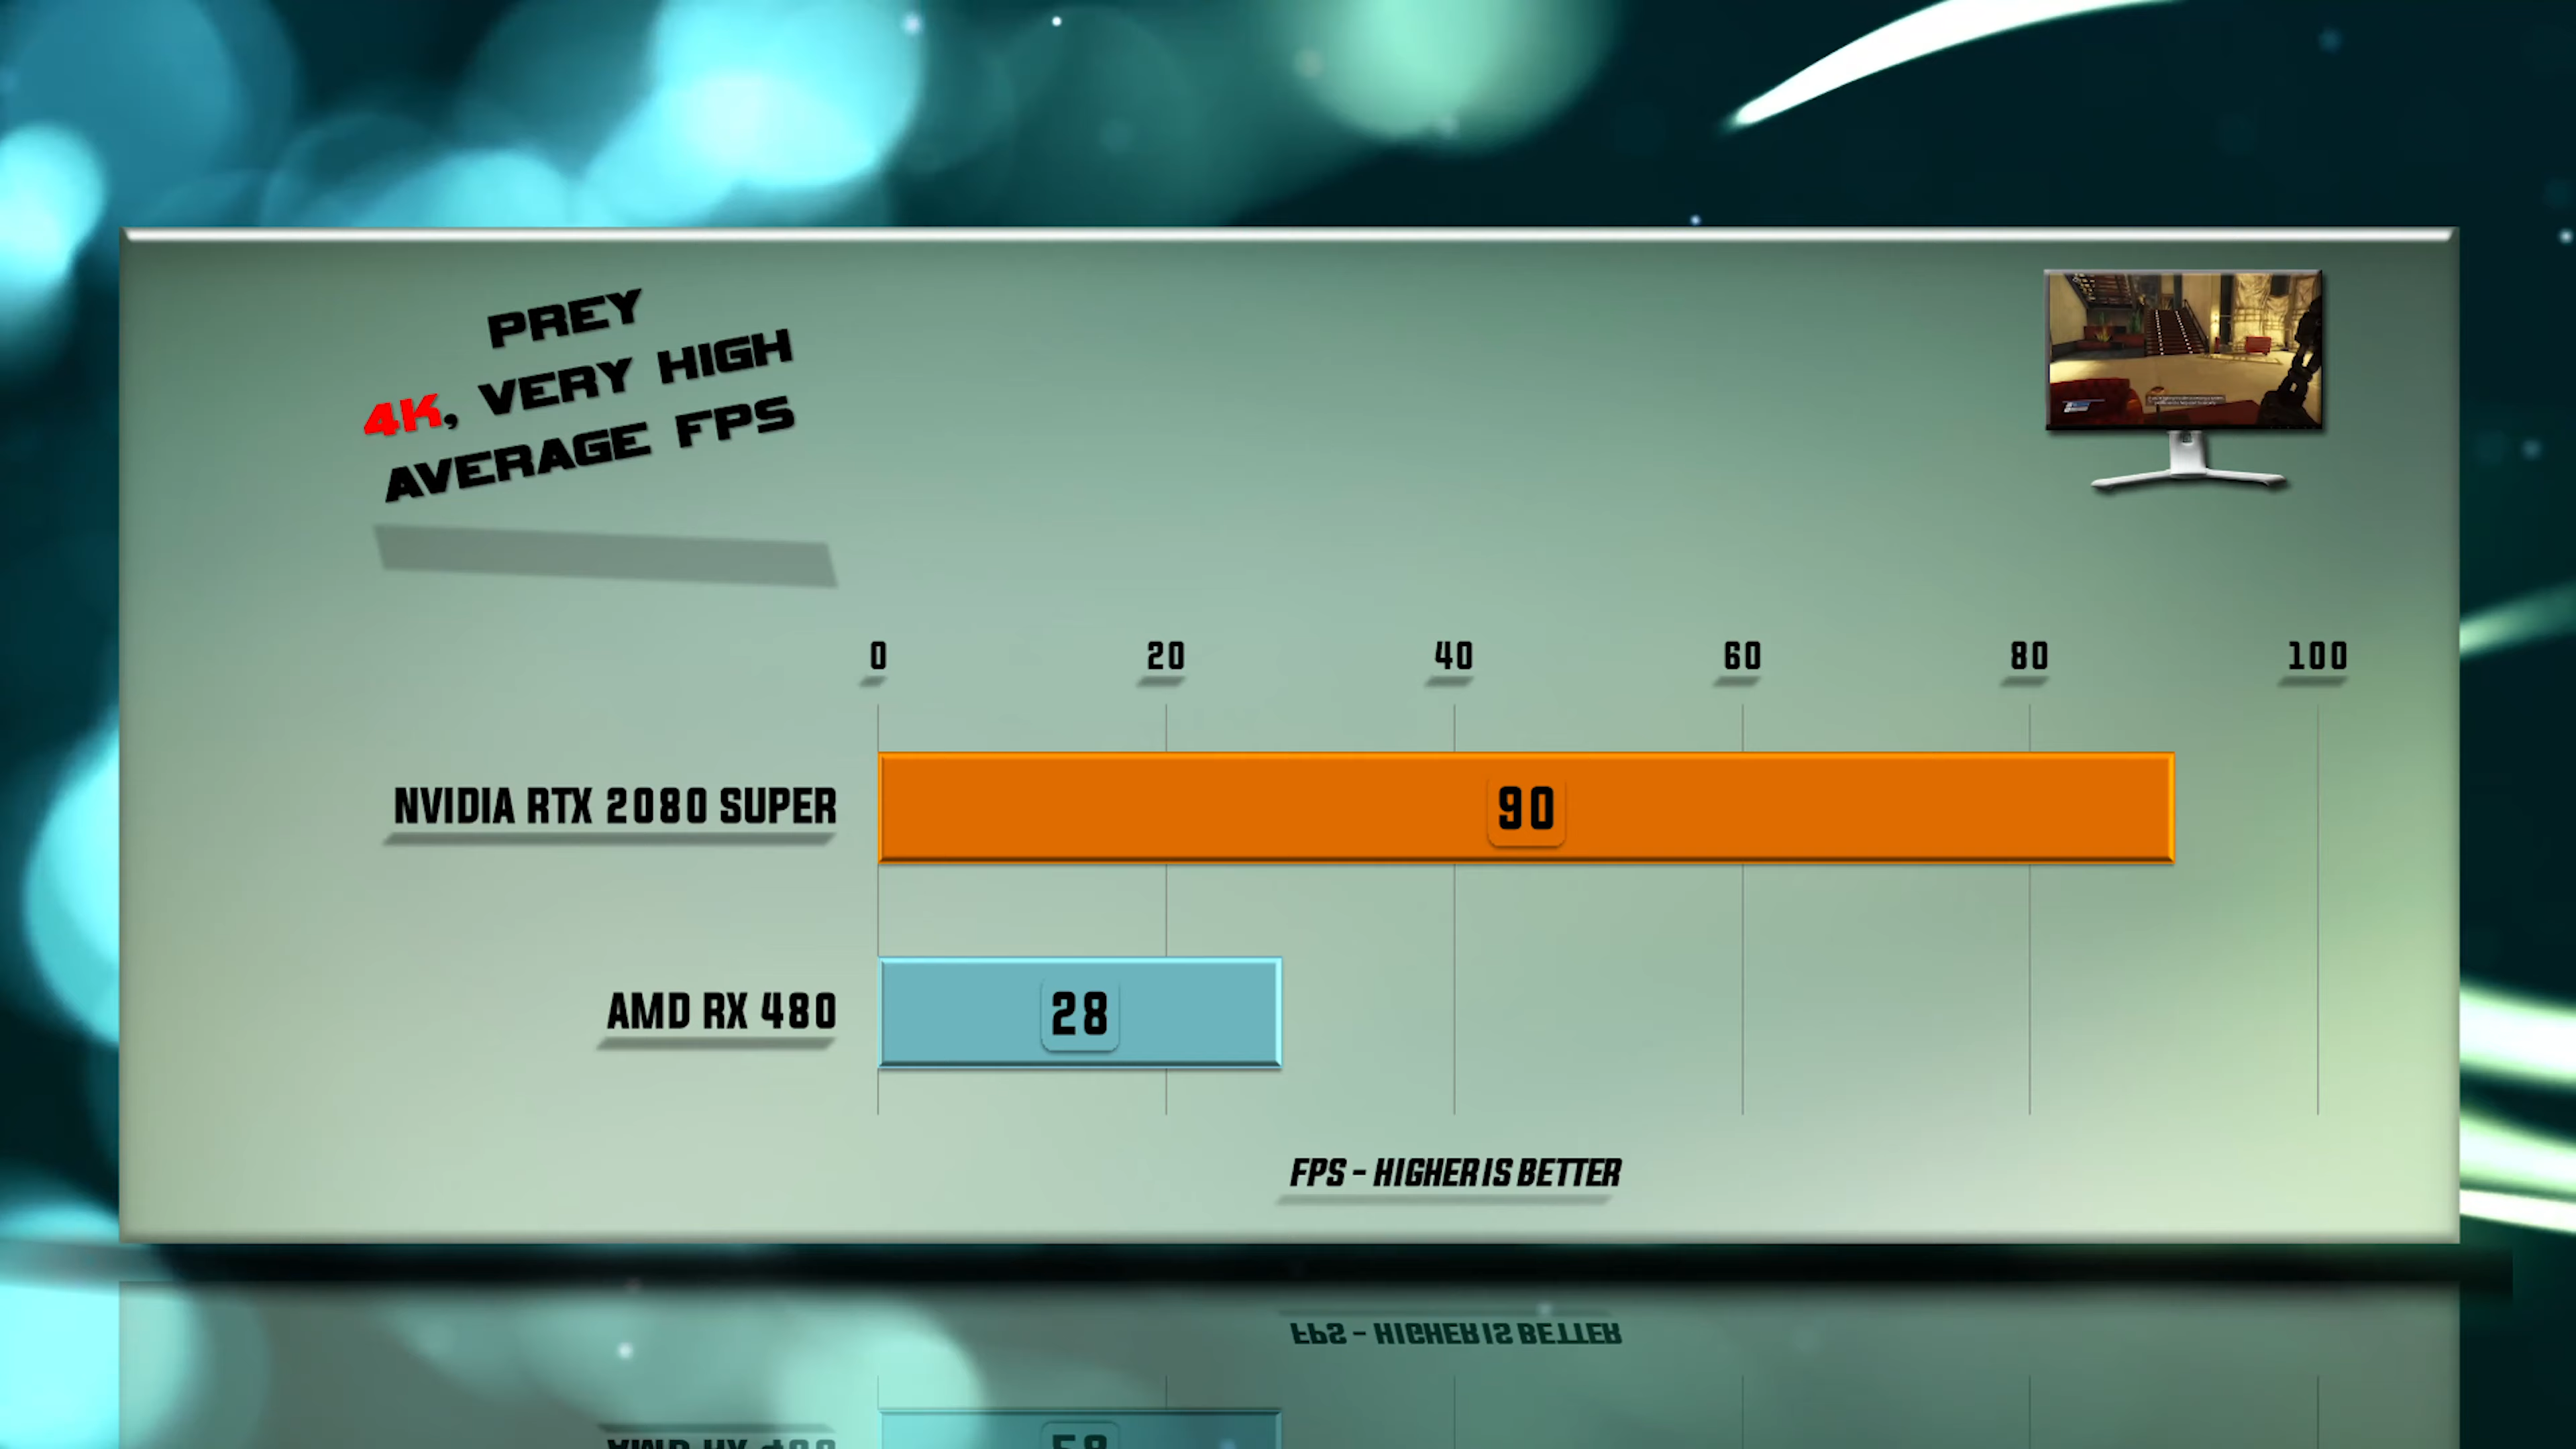 PREY
4K, VERY HIGH
AVERAGE FPS
0 20 40 60 80 100
NVIDIA RTX 2080 SUPER 90
AMD RX 480 28
FPS - HIGHER IS BETTER